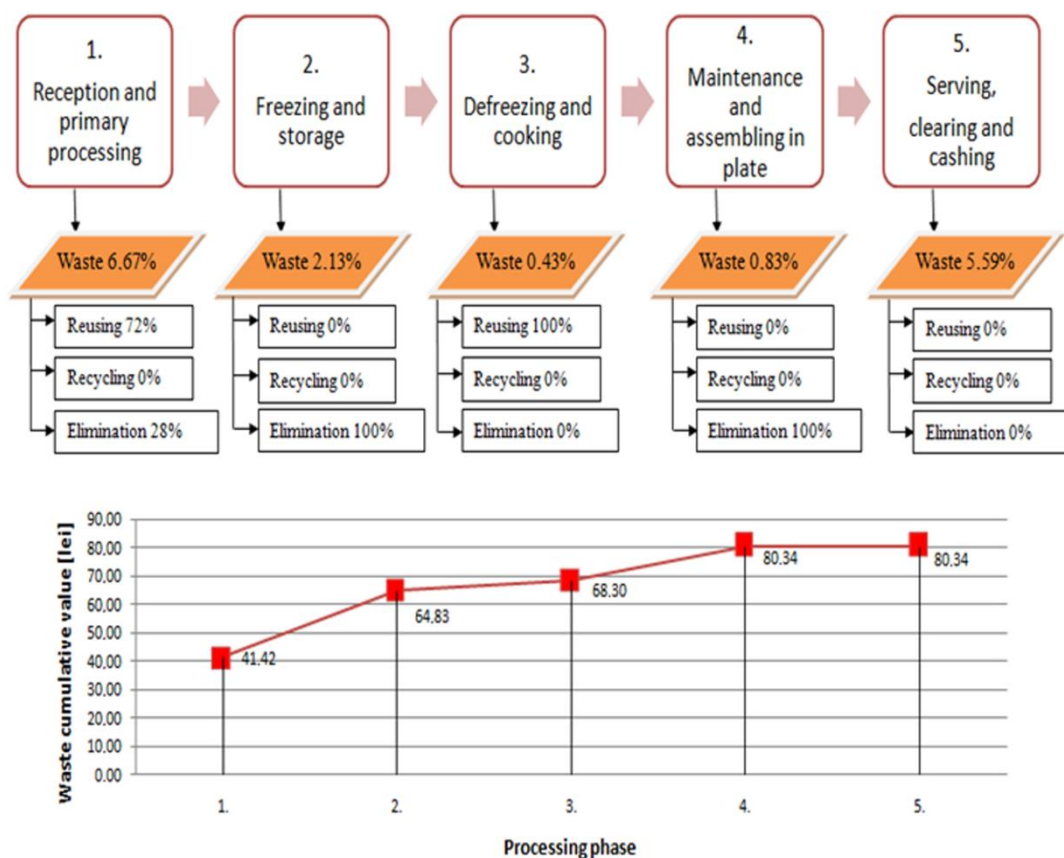 1.
Reception and
primary
processing
2.
Freezing and
storage
3.
Defreezing and
cooking
4.
Maintenance
and
assembling in
plate
5.
Serving,
clearing and
cashing
Waste 6.67%
Waste 2.13%
Waste 0.43%
Waste 0.83%
Waste 5.59%
Reusing 72%
Recycling 0%
Elimination 28%
Reusing 0%
Recycling 0%
Elimination 100%
Reusing 100%
Recycling 0%
Elimination 0%
Reusing 0%
Recycling 0%
Elimination 100%
Reusing 0%
Recycling 0%
Elimination 0%
Waste cumulative value [lei]
90.00
80.00
70.00
60.00
50.00
40.00
30.00
20.00
10.00
0.00
41.42
64.83
68.30
80.34
80.34
1.
2.
3.
4.
5.
Processing phase